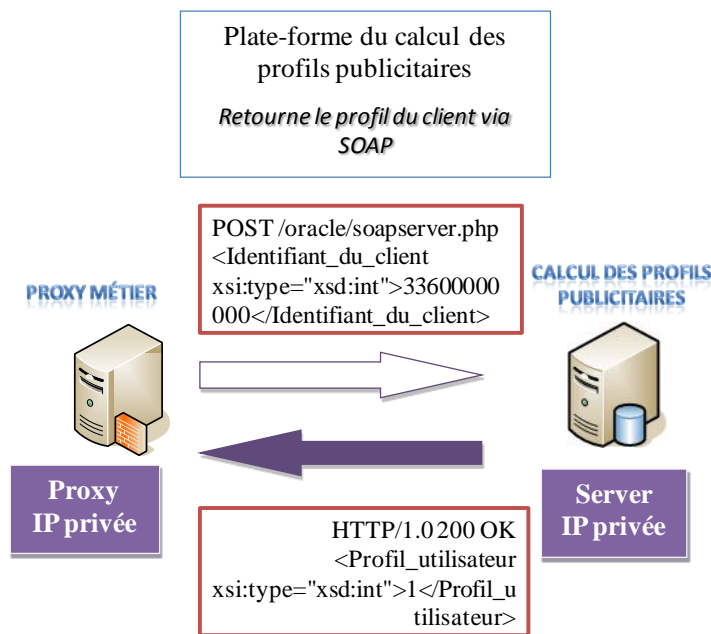 Plate-forme du calcul des
profils publicitaires
Retourne le profil du client via
SOAP
POST /oracle/soapserver.php
<Identifiant_du_client
xsi:type="xsd:int">33600000
000</Identifiant_du_client>
PROXY MÉTIER
CALCUL DES PROFILS
PUBLICITAIRES
Proxy
IP privée
Server
IP privée
HTTP/1.0 200 OK
<Profil_utilisateur
xsi:type="xsd:int">1</Profil_u
tilisateur>